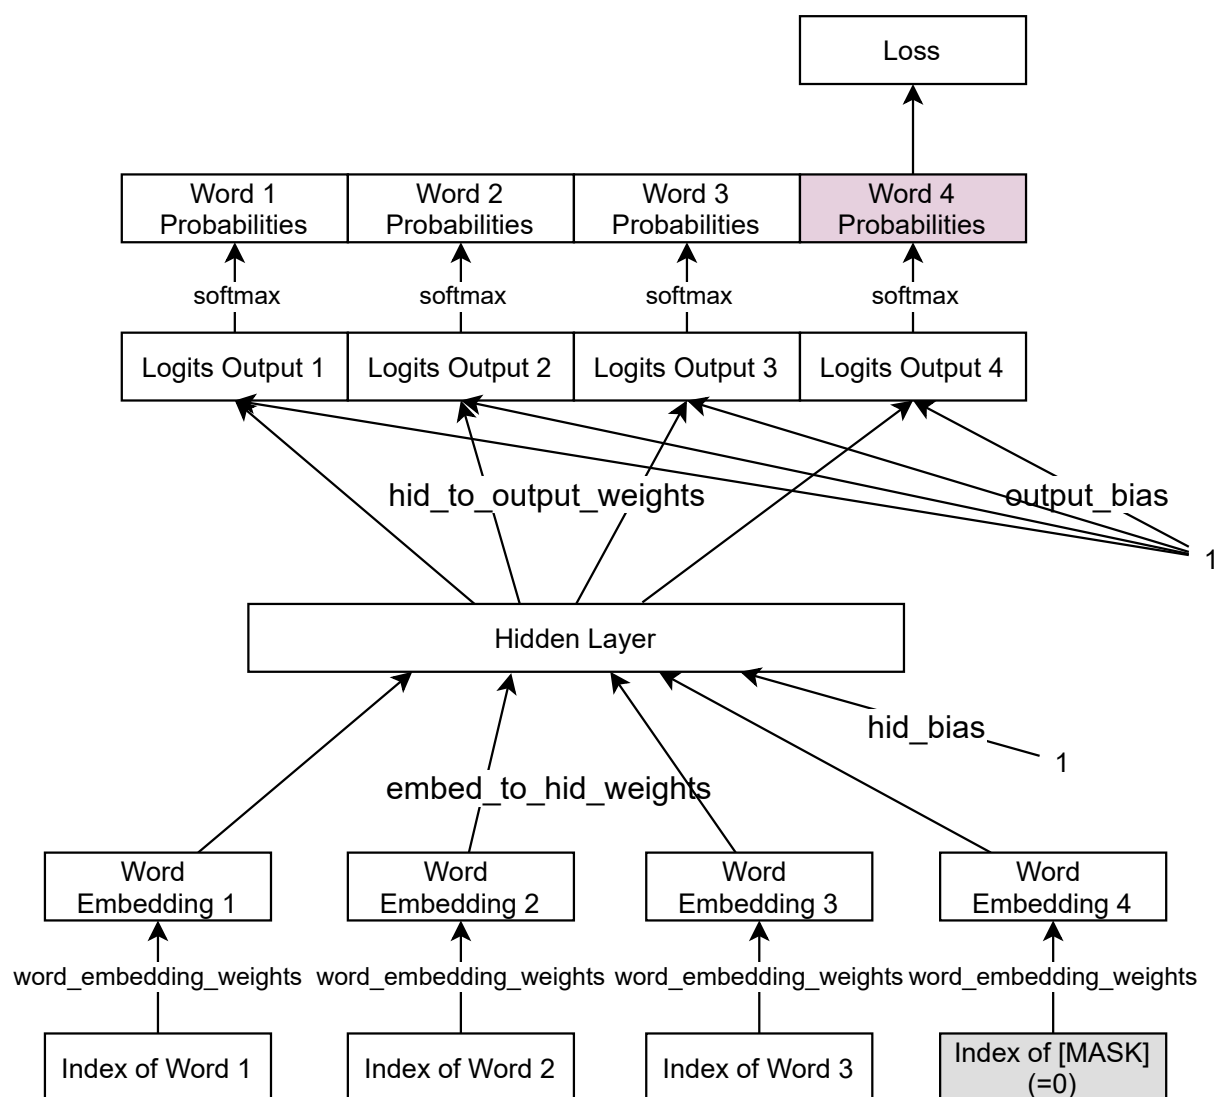 Loss
Word 1
Probabilities
Word 2
Probabilities
Word 3
Probabilities
Word 4
Probabilities
softmax
softmax
softmax
softmax
Logits Output 1
Logits Output 2
Logits Output 3
Logits Output 4
hid_to_output_weights
output_bias
1
Hidden Layer
hid_bias
1
embed_to_hid_weights
Word
Embedding 1
Word
Embedding 2
Word
Embedding 3
Word
Embedding 4
word_embedding_weights
word_embedding_weights
word_embedding_weights
word_embedding_weights
Index of Word 1
Index of Word 2
Index of Word 3
Index of [MASK]
(=0)